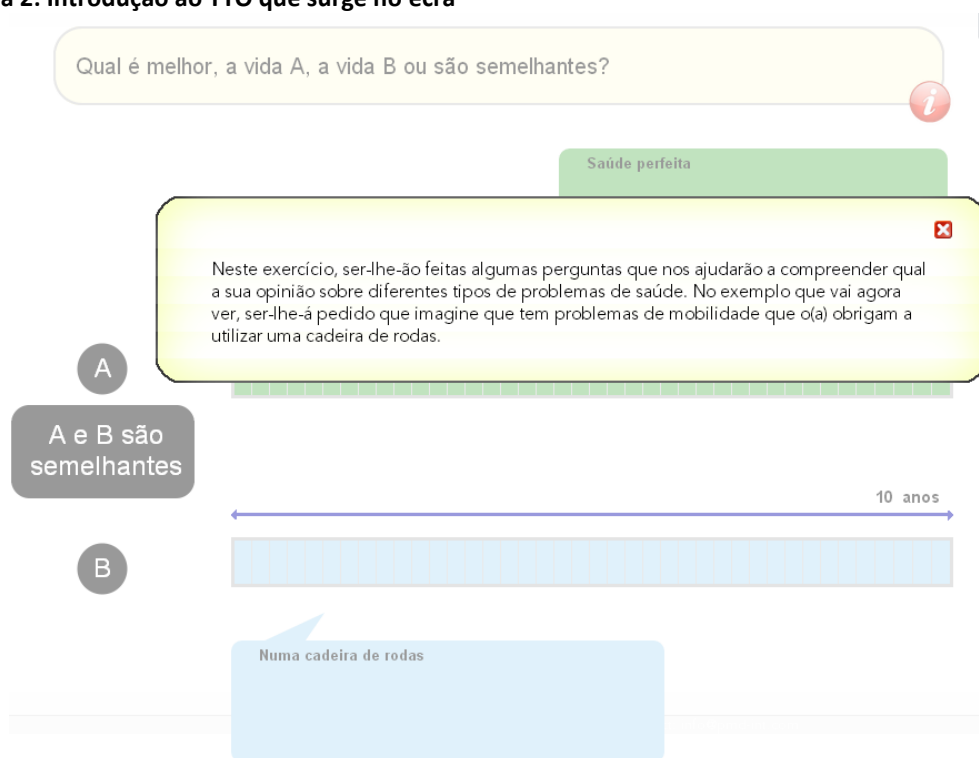 a 2: Introdução ao TTO que surge no ecrã
Qual é melhor, a vida A, a vida B ou são semelhantes?
i
Saúde perfeita
Neste exercício, ser-lhe-ão feitas algumas perguntas que nos ajudarão a compreender qual
a sua opinião sobre diferentes tipos de problemas de saúde. No exemplo que vai agora
ver, ser-lhe-á pedido que imagine que tem problemas de mobilidade que o(a) obrigam a
utilizar uma cadeira de rodas.
A
A e B são
semelhantes
10 anos
B
Numa cadeira de rodas